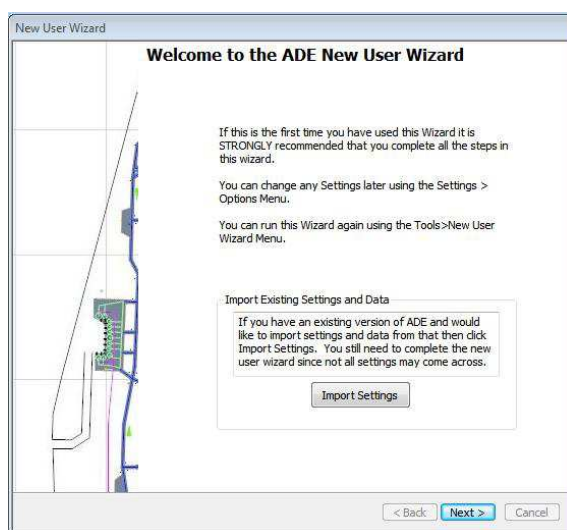 New User Wizard
Welcome to the ADE New User Wizard
If this is the first time you have used this Wizard it is
STRONGLY recommended that you complete all the steps in
this wizard.
You can change any Settings later using the Settings >
Options Menu.
You can run this Wizard again using the Tools>New User
Wizard Menu.
Import Existing Settings and Data
If you have an existing version of ADE and would
like to import settings and data from that then click
Import Settings. You still need to complete the new
user wizard since not all settings may come across.
Import Settings
< Back Next > Cancel